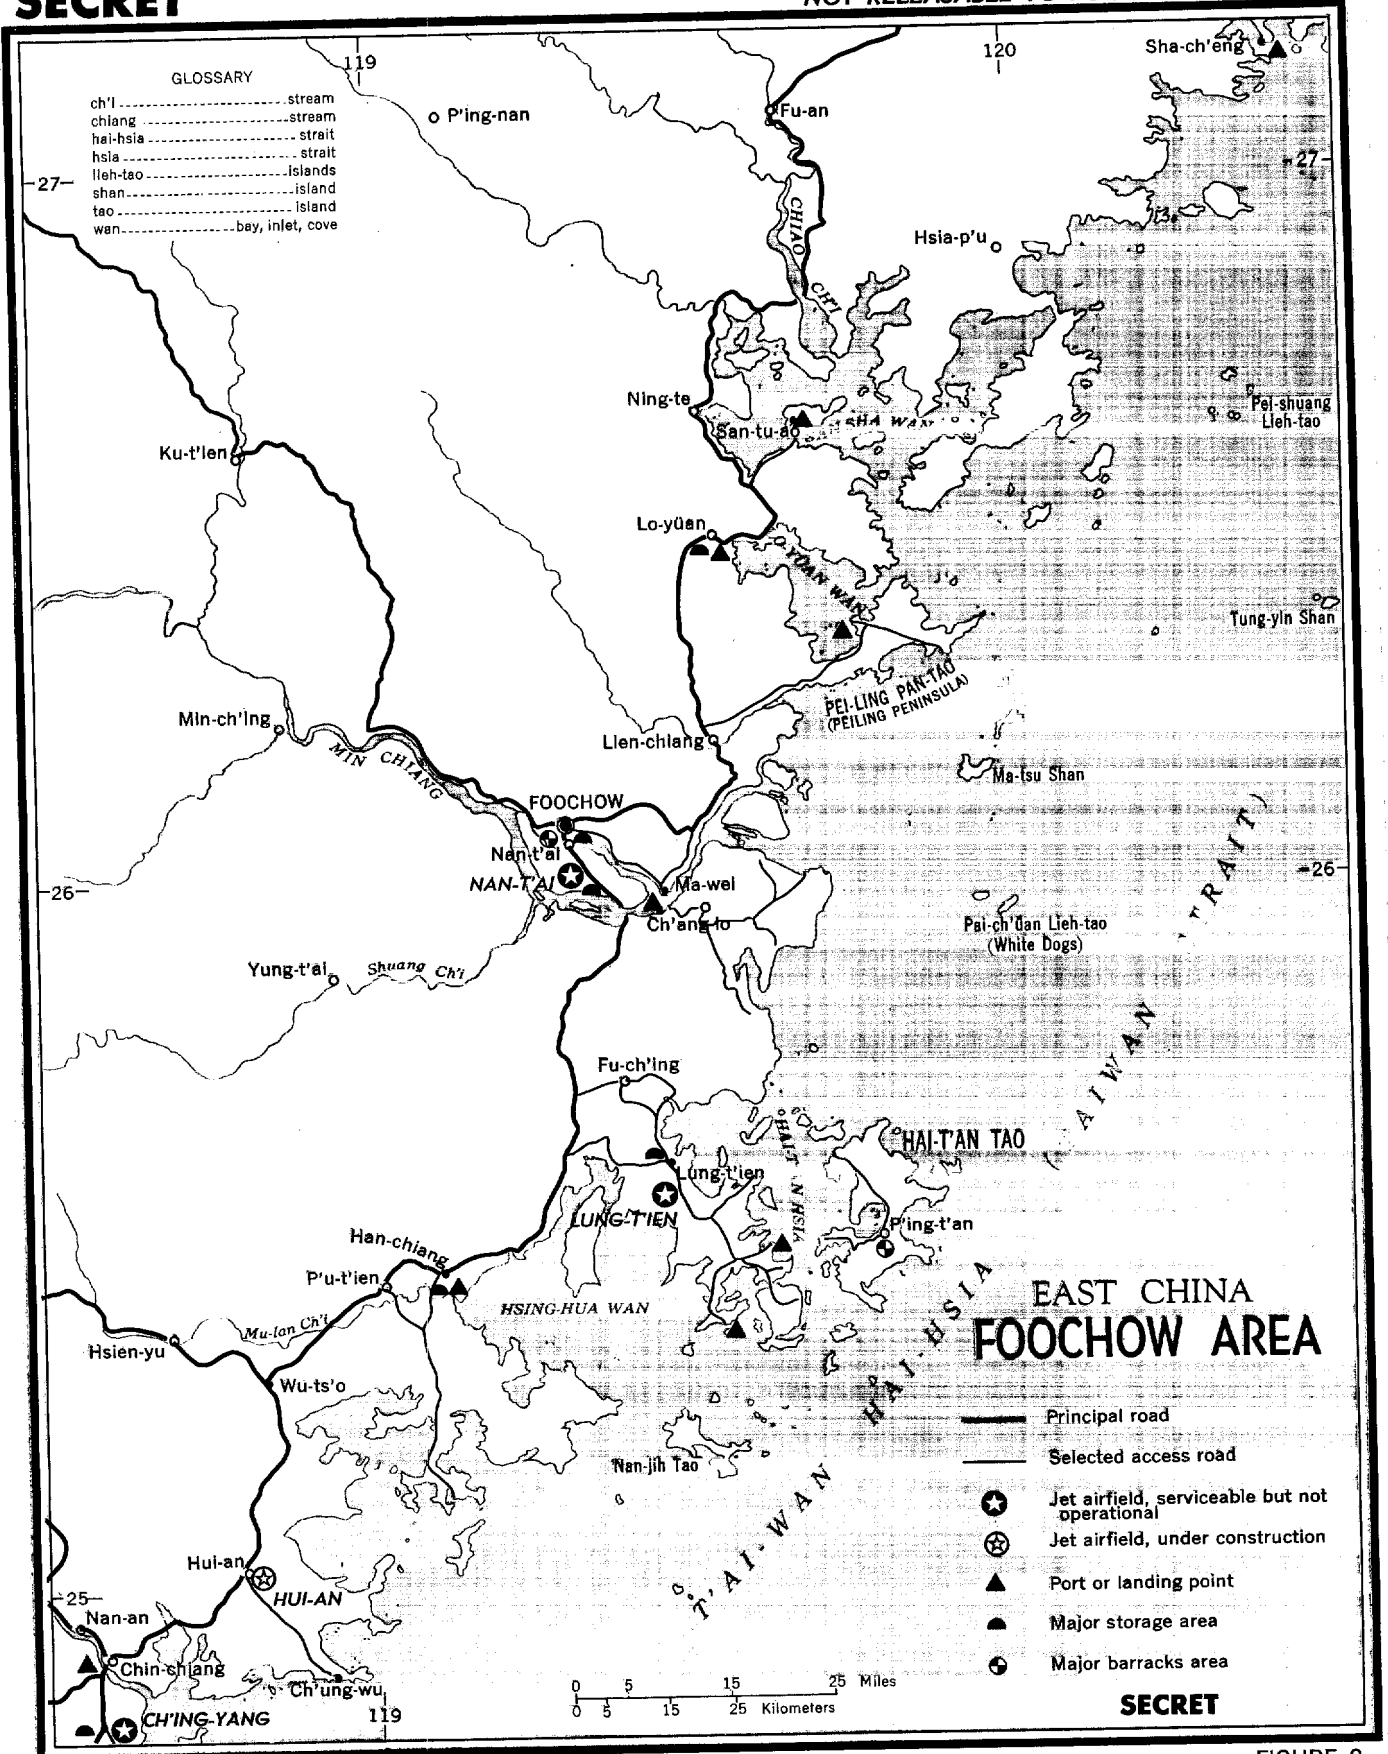 SECRET
119
120
Sha-ch'eng
GLOSSARY
ch'i stream
chiang stream
hai-hsia strait
hsia strait
lieh-tao islands
shan island
tao island
wan bay, inlet, cove
P'ing-nan
Fu-an
27
27
CHIAO
CH'I
Hsia-p'u
Ning-te
San-tu-ao
SHA WAN
Pei-shuang
Lieh-tao
Ku-t'ien
Lo-yüan
YÜAN WAN
Tung-yin Shan
PEI-LING PAN-TAO
(PEILING PENINSULA)
Min-ch'ing
MIN CHIANG
Lien-chiang
Ma-tsu Shan
FOOCHOW
Nan-t'ai
NAN-T'AI
Ma-wei
26
26
Ch'ang-lo
Pai-ch'üan Lieh-tao
(White Dogs)
Yung-t'ai
Shuang Ch'i
Fu-ch'ing
HAI-T'AN TAO
Lung-t'ien
LUNG-T'IEN
HSIA
P'ing-t'an
Han-chiang
P'u-t'ien
HSING-HUA WAN
Mu-lan Ch'i
Hsien-yu
Wu-ts'o
Nan-jih Tao
T'AI-WAN HAI-HSIA
Hui-an
HUI-AN
25
Nan-an
Chin-chiang
Ch'ung-wu
CH'ING-YANG
119
EAST CHINA
FOOCHOW AREA
Principal road
Selected access road
Jet airfield, serviceable but not
operational
Jet airfield, under construction
Port or landing point
Major storage area
Major barracks area
0 5 15 25 Miles
0 5 15 25 Kilometers
SECRET